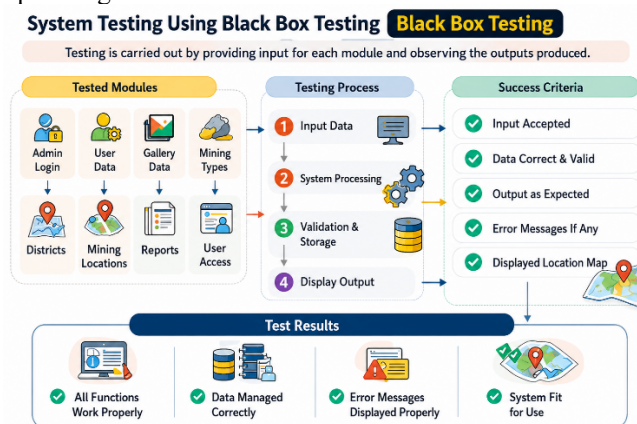 System Testing Using Black Box Testing Black Box Testing
Testing is carried out by providing input for each module and observing the outputs produced.
Tested Modules
Admin
Login
User
Data
Gallery
Data
Mining
Types
Districts
Mining
Locations
Reports
User
Access
Testing Process
1 Input Data
2 System Processing
3 Validation &
Storage
4 Display Output
Success Criteria
Input Accepted
Data Correct & Valid
Output as Expected
Error Messages If Any
Displayed Location Map
Test Results
All Functions
Work Properly
Data Managed
Correctly
Error Messages
Displayed Properly
System Fit
for Use